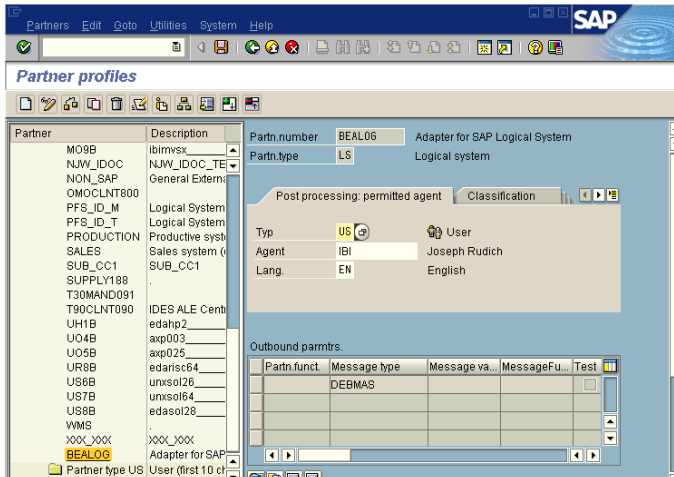 Partners Edit Goto Utilities System Help
SAP
Partner profiles
Partner Description
MO9B ibimvsx
NJW_IDOC NJW_IDOC_TE
NON_SAP General Externa
OMOCLNT800
PFS_ID_M Logical System
PFS_ID_T Logical System
PRODUCTION Productive syst
SALES Sales system (
SUB_CC1 SUB_CC1
SUPPLY188 .
T30MAND091
T90CLNT090 IDES ALE Cent
UH1B edahp2
UO4B axp003
UO5B axp025
UR8B edarisc64
US6B unxsol26
US7B unxsol64
US8B edasol28
WMS .
XXX_XXX XXX_XXX
BEALOG Adapter for SAP
Partner type US User (first 10 ch
Partn.number BEALOG Adapter for SAP Logical System
Partn.type LS Logical system
Post processing: permitted agent Classification
Typ US User
Agent IBI Joseph Rudich
Lang. EN English
Outbound parmtrs.
Partn.funct. Message type Message va... MessageFu... Test
DEBMAS